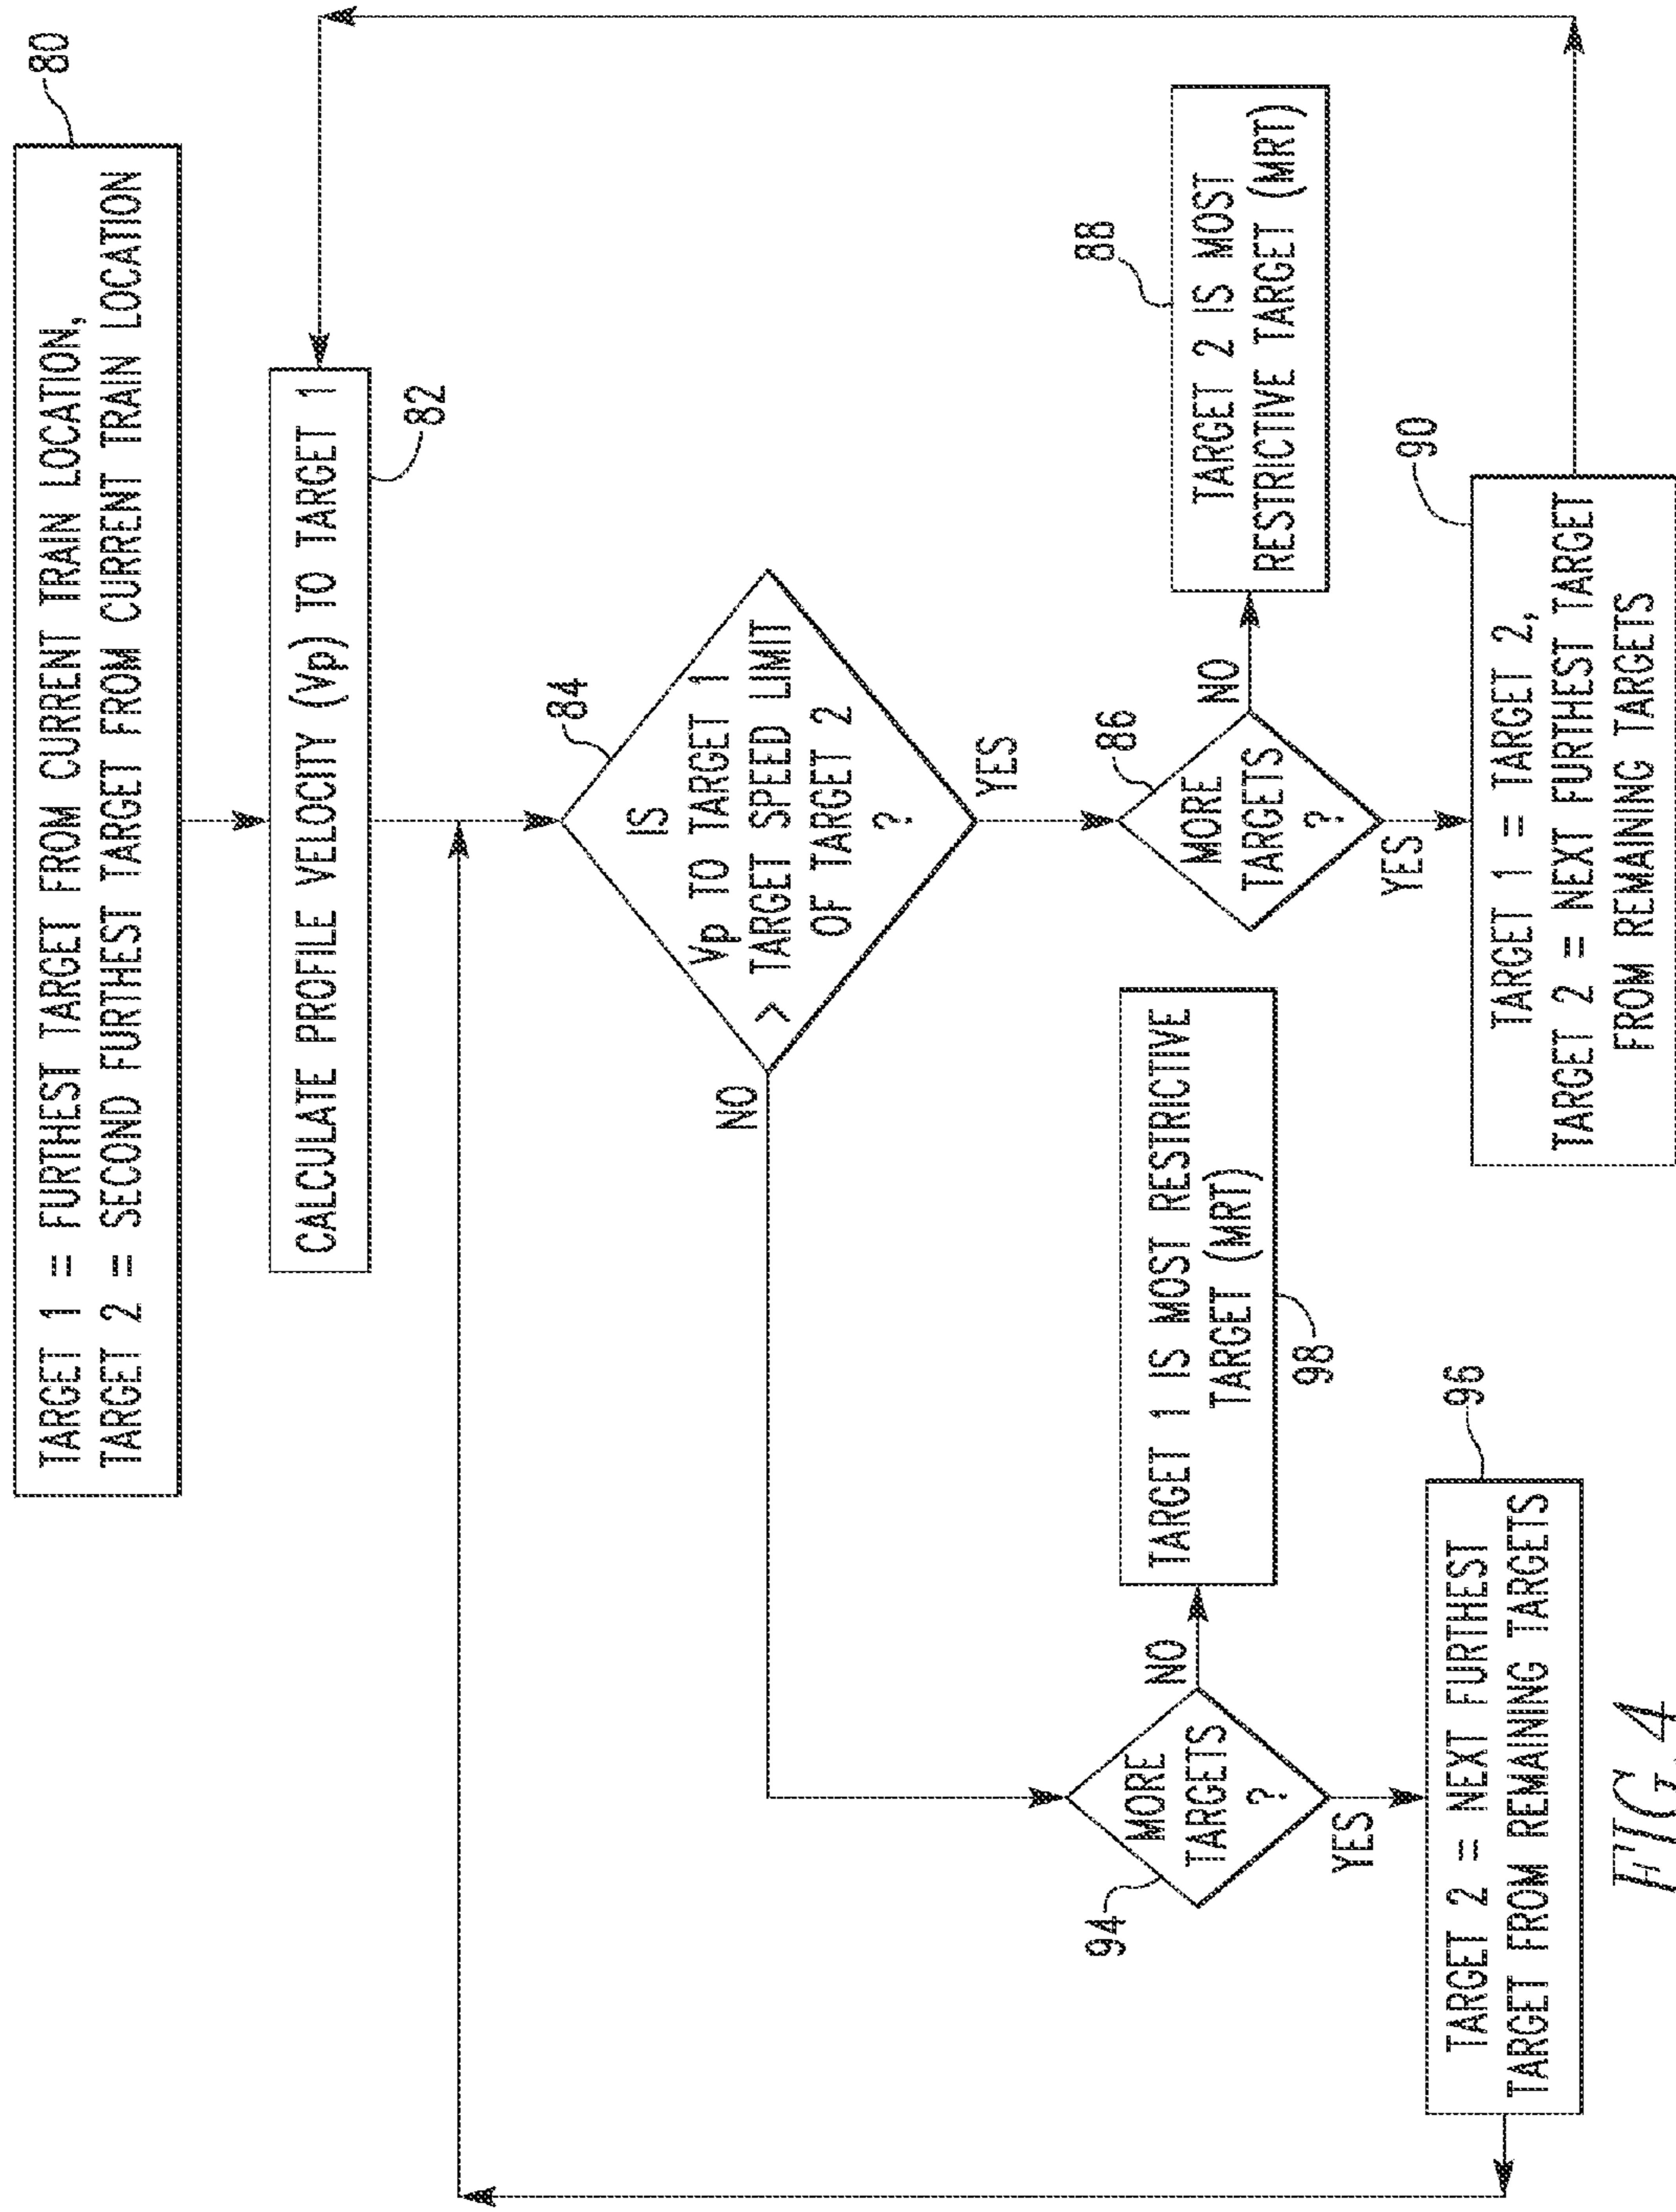 80
TARGET 1 = FURTHEST TARGET FROM CURRENT TRAIN LOCATION,
TARGET 2 = SECOND FURTHEST TARGET FROM CURRENT TRAIN LOCATION
CALCULATE PROFILE VELOCITY (Vp) TO TARGET 1
82
84
IS
Vp TO TARGET 1
> TARGET SPEED LIMIT
OF TARGET 2
?
NO
YES
86
MORE
TARGETS
?
NO
YES
88
TARGET 2 IS MOST
RESTRICTIVE TARGET (MRT)
90
TARGET 1 = TARGET 2,
TARGET 2 = NEXT FURTHEST TARGET
FROM REMAINING TARGETS
94
MORE
TARGETS
?
NO
YES
TARGET 1 IS MOST RESTRICTIVE
TARGET (MRT)
98
96
TARGET 2 = NEXT FURTHEST
TARGET FROM REMAINING TARGETS
FIG. 4